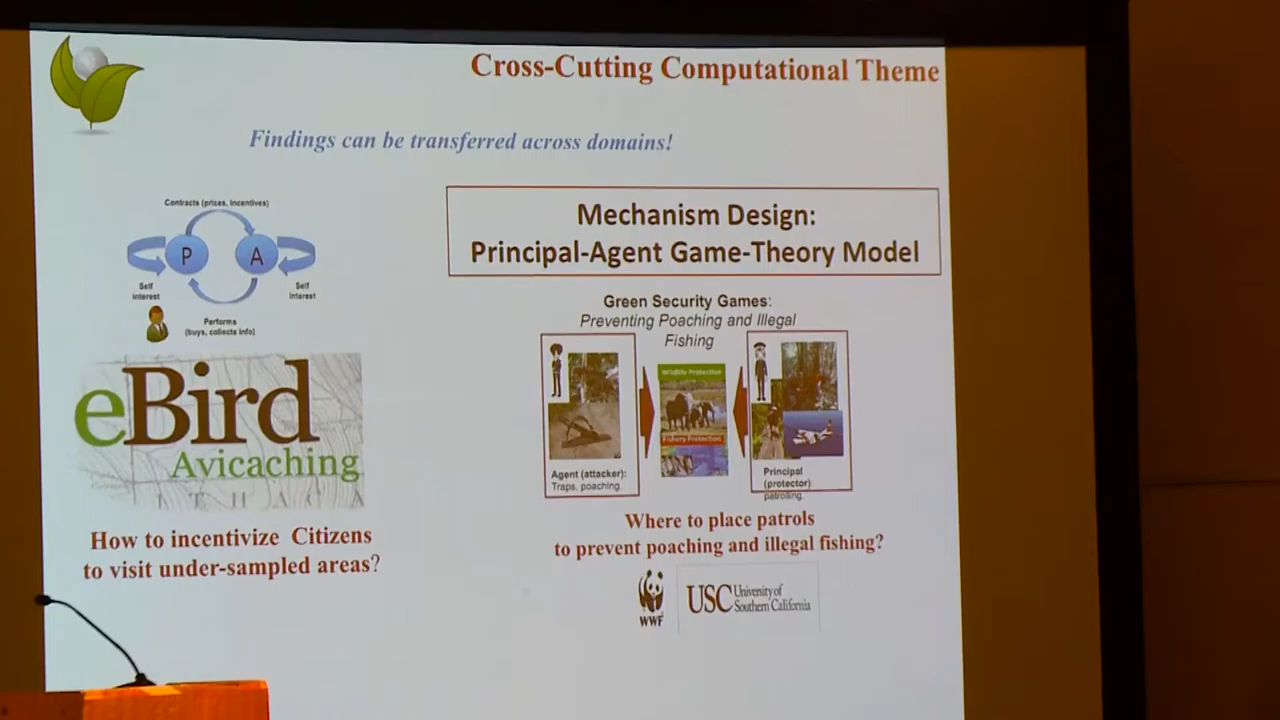 Cross-Cutting Computational Theme
Findings can be transferred across domains!
Contracts (prices, incentives)
P
A
Self
interest
Self
interest
Performs
(buys, collects info)
eBird
Avicaching
ITHACA
How to incentivize Citizens
to visit under-sampled areas?
Mechanism Design:
Principal-Agent Game-Theory Model
Green Security Games:
Preventing Poaching and Illegal
Fishing
Wildlife Protection
Fishery Protection
Agent (attacker):
Traps, poaching.
Principal
(protector):
patrolling.
Where to place patrols
to prevent poaching and illegal fishing?
WWF
USC University of
Southern California